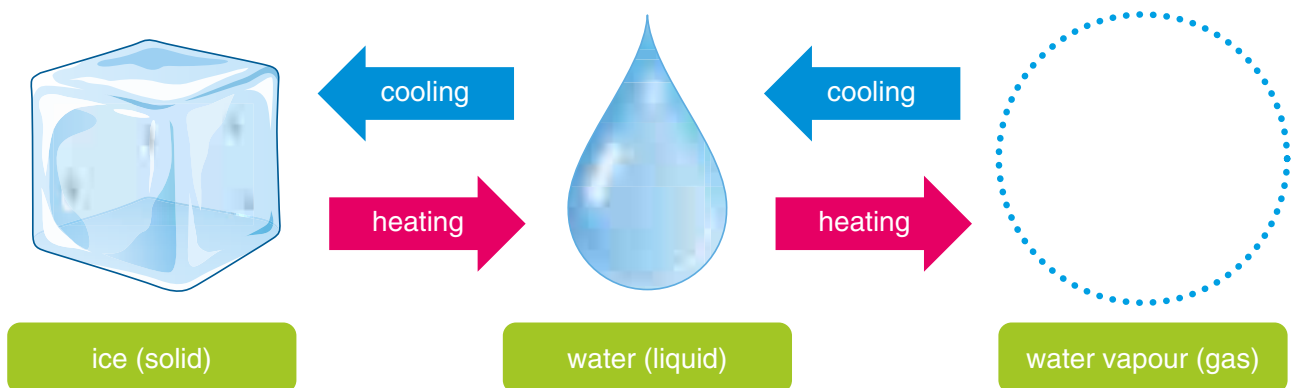 cooling
cooling
heating
heating
ice (solid)
water (liquid)
water vapour (gas)